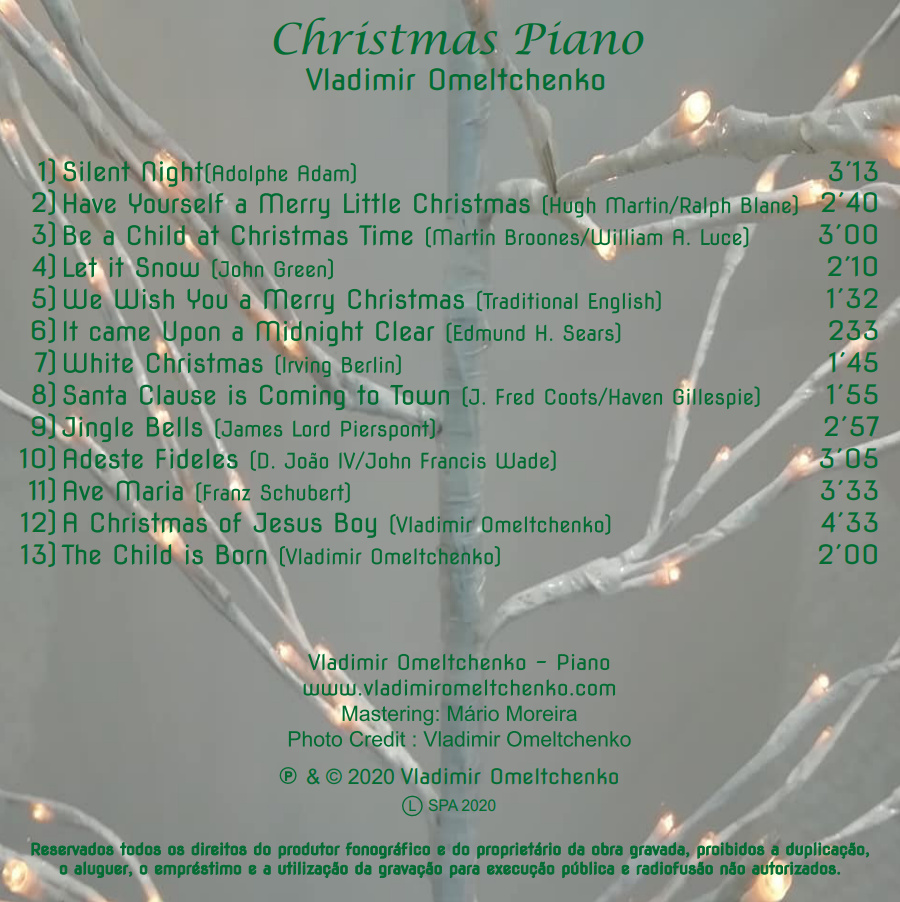 Christmas Piano
Vladimir Omeltchenko
1) Silent Night(Adolphe Adam) 3'13
2) Have Yourself a Merry Little Christmas (Hugh Martin/Ralph Blane) 2'40
3) Be a Child at Christmas Time (Martin Broones/William A. Luce) 3'00
4) Let it Snow (John Green) 2'10
5) We Wish You a Merry Christmas (Traditional English) 1'32
6) It came Upon a Midnight Clear (Edmund H. Sears) 233
7) White Christmas (Irving Berlin) 1'45
8) Santa Clause is Coming to Town (J. Fred Coots/Haven Gillespie) 1'55
9) Jingle Bells (James Lord Pierspont) 2'57
10) Adeste Fideles (D. João IV/John Francis Wade) 3'05
11) Ave Maria (Franz Schubert) 3'33
12) A Christmas of Jesus Boy (Vladimir Omeltchenko) 4'33
13) The Child is Born (Vladimir Omeltchenko) 2'00
Vladimir Omeltchenko - Piano
www.vladimiromeltchenko.com
Mastering: Mário Moreira
Photo Credit : Vladimir Omeltchenko
℗ & © 2020 Vladimir Omeltchenko
Ⓛ SPA 2020
Reservados todos os direitos do produtor fonográfico e do proprietário da obra gravada, proibidos a duplicação,
o aluguer, o empréstimo e a utilização da gravação para execução pública e radiofusão não autorizados.